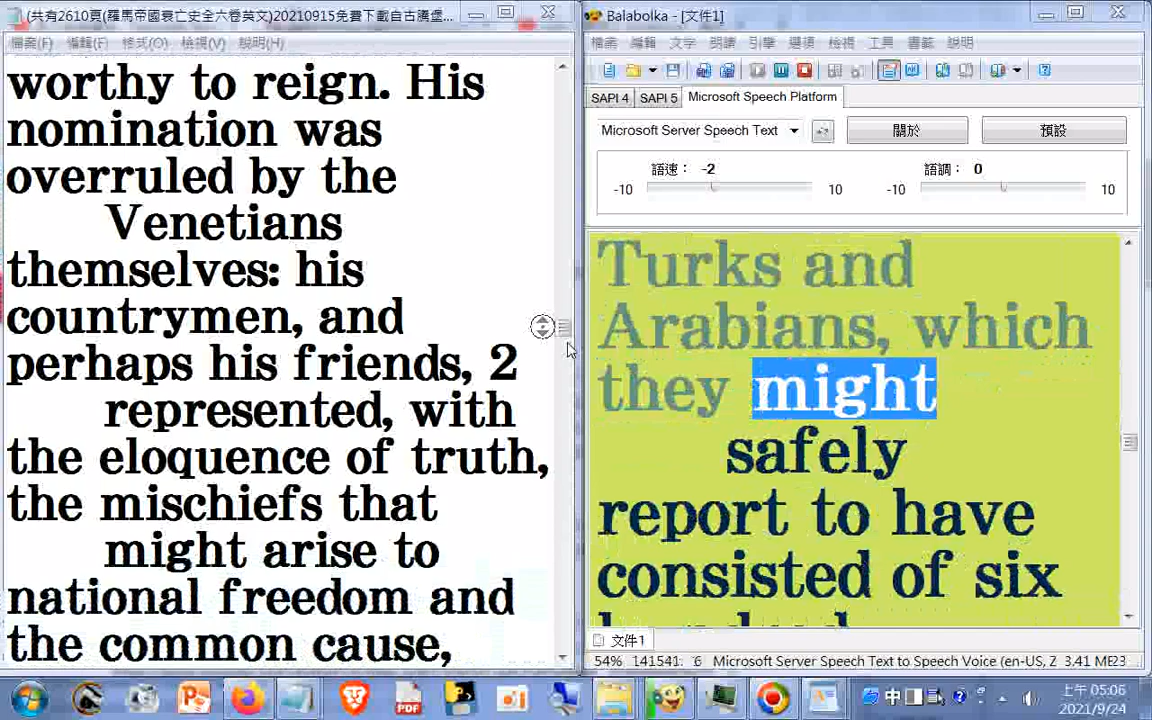 (共有2610頁(羅馬帝國衰亡史全六卷英文)20210915免費下載自古騰堡...
檔案(F) 編輯(E) 格式(O) 檢視(V) 說明(H)
worthy to reign. His
nomination was
overruled by the
Venetians
themselves: his
countrymen, and
perhaps his friends, 2
represented, with
the eloquence of truth,
the mischiefs that
might arise to
national freedom and
the common cause,
Balabolka - [文件1]
檔案 編輯 文字 朗讀 引擎 選項 檢視 工具 書籤 說明
SAPI 4 SAPI 5 Microsoft Speech Platform
Microsoft Server Speech Text 關於 預設
語速: -2 語調: 0
-10 10 -10 10
Turks and
Arabians, which
they might
safely
report to have
consisted of six
文件1
54% 141541. Microsoft Server Speech Text to Speech Voice (en-US, Z 3.41 ME23
中
上午 05:06
2021/9/24